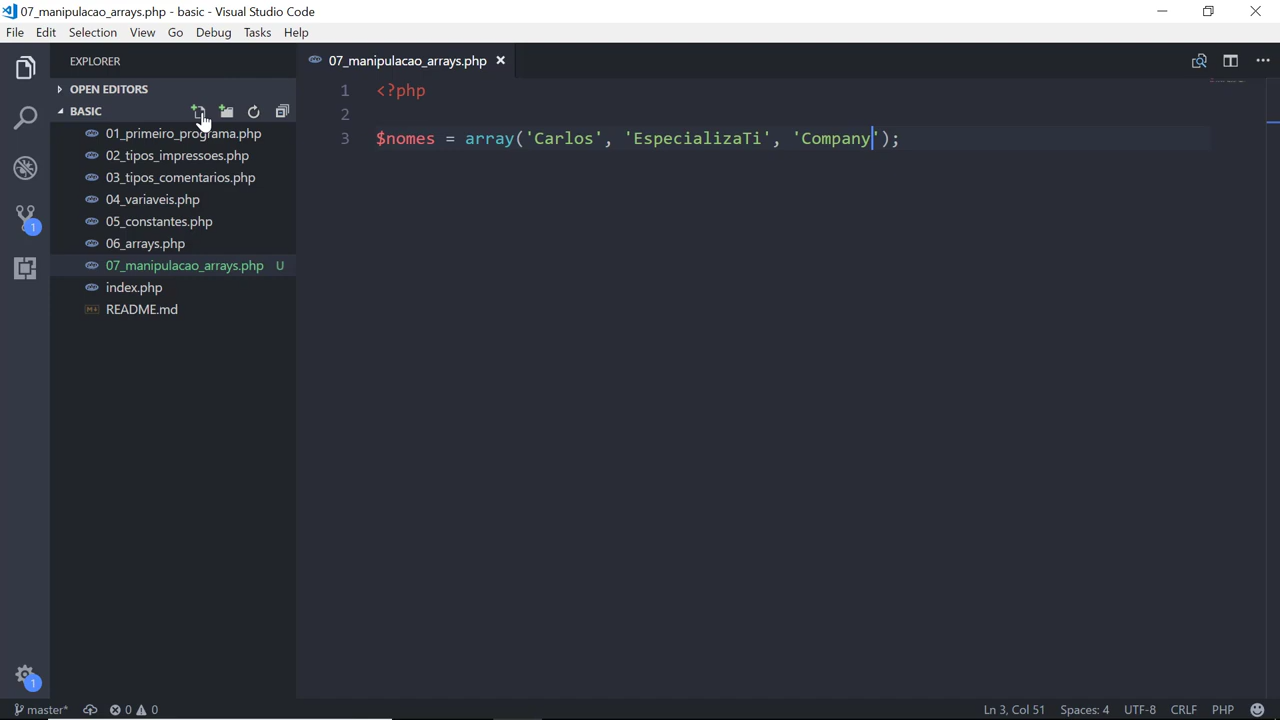 07_manipulacao_arrays.php - basic - Visual Studio Code
File Edit Selection View Go Debug Tasks Help
EXPLORER
07_manipulacao_arrays.php
OPEN EDITORS
BASIC
01_primeiro_programa.php
02_tipos_impressoes.php
03_tipos_comentarios.php
04_variaveis.php
05_constantes.php
06_arrays.php
07_manipulacao_arrays.php U
index.php
README.md
1 <?php
2
3 $nomes = array('Carlos', 'EspecializaTi', 'Company');
1
1
master* 0 0 Ln 3, Col 51 Spaces: 4 UTF-8 CRLF PHP